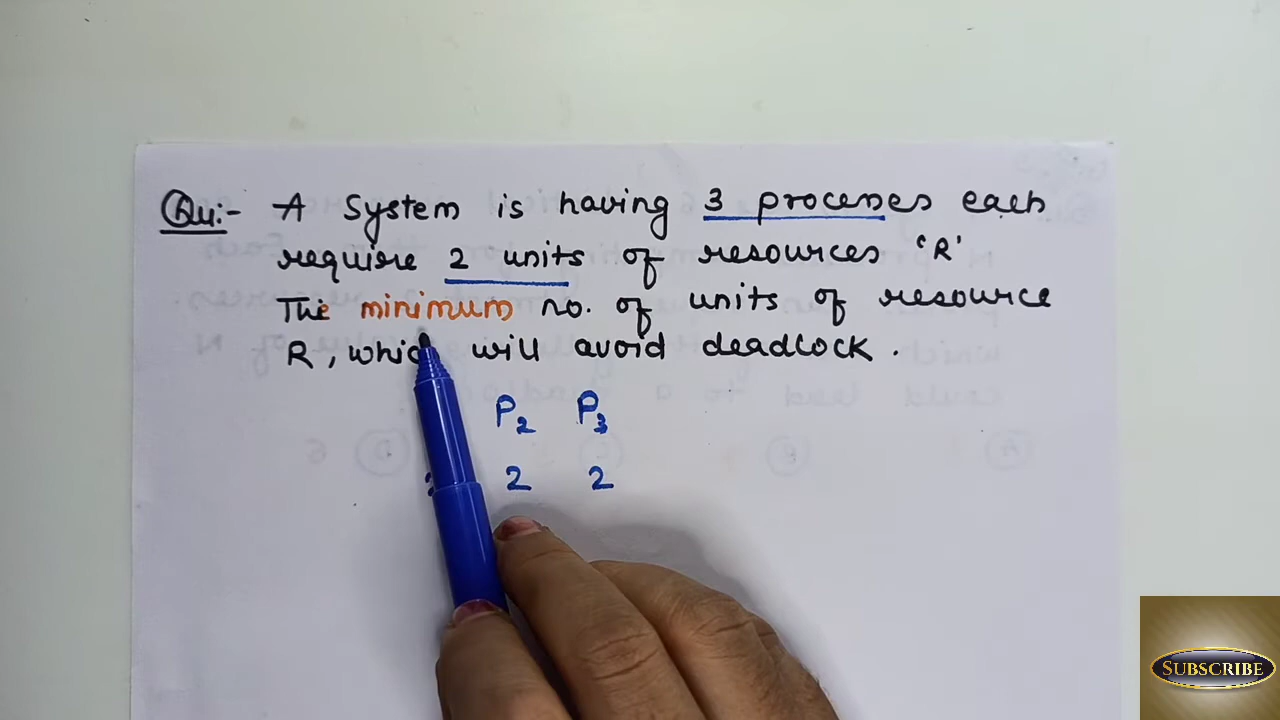 Qu:- A System is having 3 processes each
require 2 units of resources 'R'
The minimum no. of units of resource
R, which will avoid deadlock.
P2 P3
2 2
SUBSCRIBE